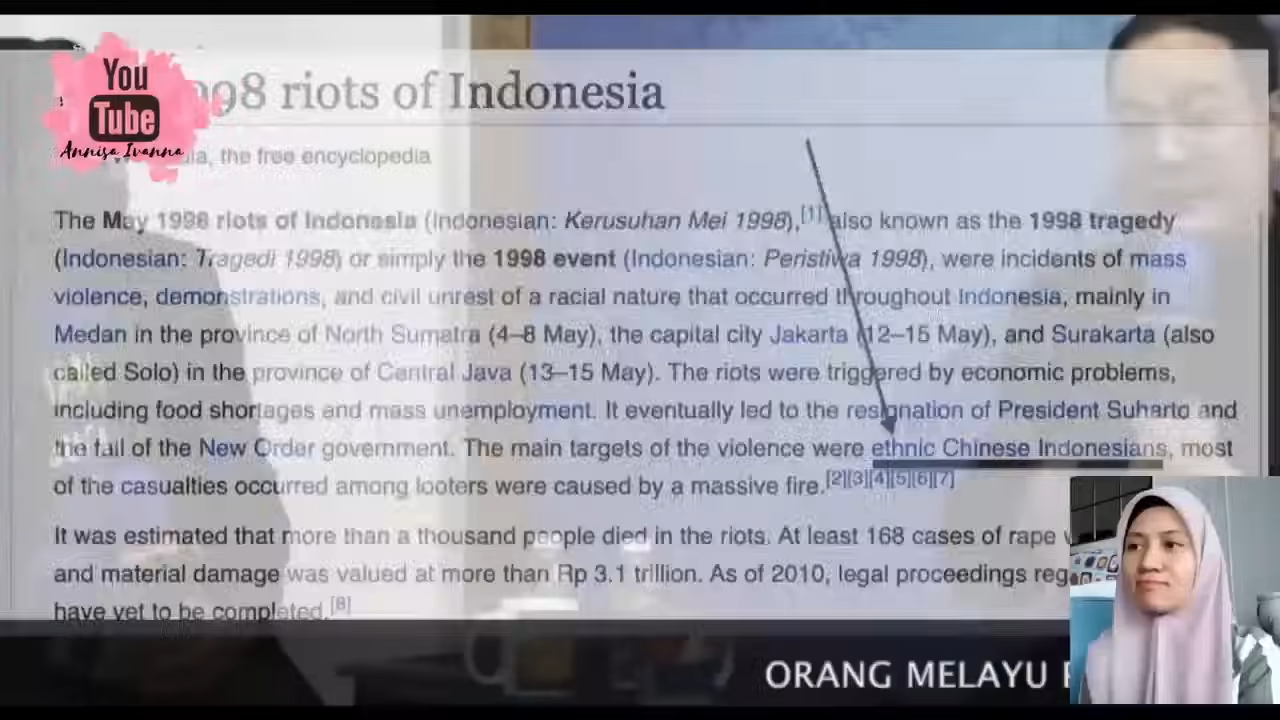 You
Tube
Annisa Ivanna
998 riots of Indonesia
ia, the free encyclopedia
The May 1998 riots of Indonesia (Indonesian: Kerusuhan Mei 1998),[1] also known as the 1998 tragedy
(Indonesian: Tragedi 1998) or simply the 1998 event (Indonesian: Peristiwa 1998), were incidents of mass
violence, demonstrations, and civil unrest of a racial nature that occurred throughout Indonesia, mainly in
Medan in the province of North Sumatra (4–8 May), the capital city Jakarta (12–15 May), and Surakarta (also
called Solo) in the province of Central Java (13–15 May). The riots were triggered by economic problems,
including food shortages and mass unemployment. It eventually led to the resignation of President Suharto and
the fall of the New Order government. The main targets of the violence were ethnic Chinese Indonesians, most
of the casualties occurred among looters were caused by a massive fire.[2][3][4][5][6][7]
It was estimated that more than a thousand people died in the riots. At least 168 cases of rape
and material damage was valued at more than Rp 3.1 trillion. As of 2010, legal proceedings reg
have yet to be completed.[8]
ORANG MELAYU